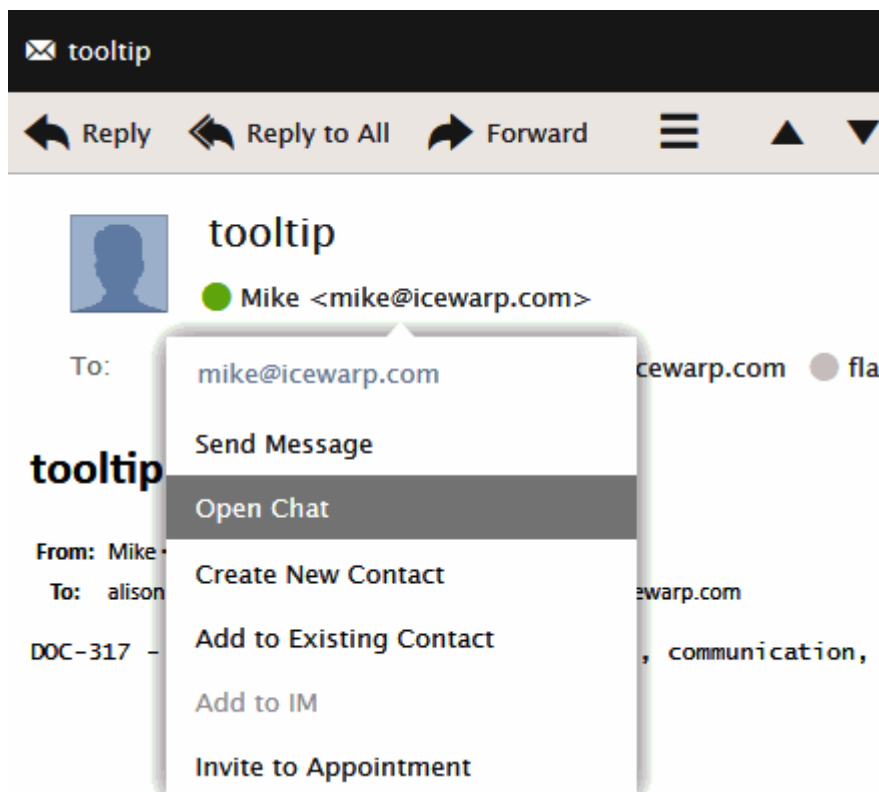 tooltip
Reply Reply to All Forward
tooltip
Mike <mike@icewarp.com>
To: cewarp.com fla
mike@icewarp.com
Send Message
tooltip
Open Chat
From: Mike
Create New Contact
To: alison ewarp.com
Add to Existing Contact
DOC-317 - , communication,
Add to IM
Invite to Appointment